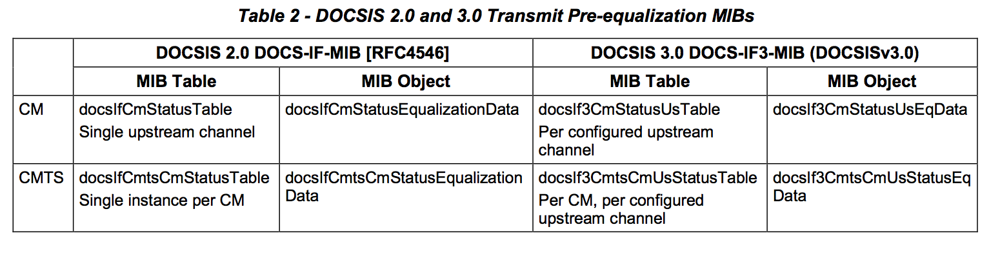 Table 2 - DOCSIS 2.0 and 3.0 Transmit Pre-equalization MIBs
DOCSIS 2.0 DOCS-IF-MIB [RFC4546]
DOCSIS 3.0 DOCS-IF3-MIB (DOCSISv3.0)
MIB Table
MIB Object
MIB Table
MIB Object
CM
docsIfCmStatusTable
Single upstream channel
docsIfCmStatusEqualizationData
docsIf3CmStatusUsTable
Per configured upstream
channel
docsIf3CmStatusUsEqData
CMTS
docsIfCmtsCmStatusTable
Single instance per CM
docsIfCmtsCmStatusEqualization
Data
docsIf3CmtsCmUsStatusTable
Per CM, per configured
upstream channel
docsIf3CmtsCmUsStatusEq
Data